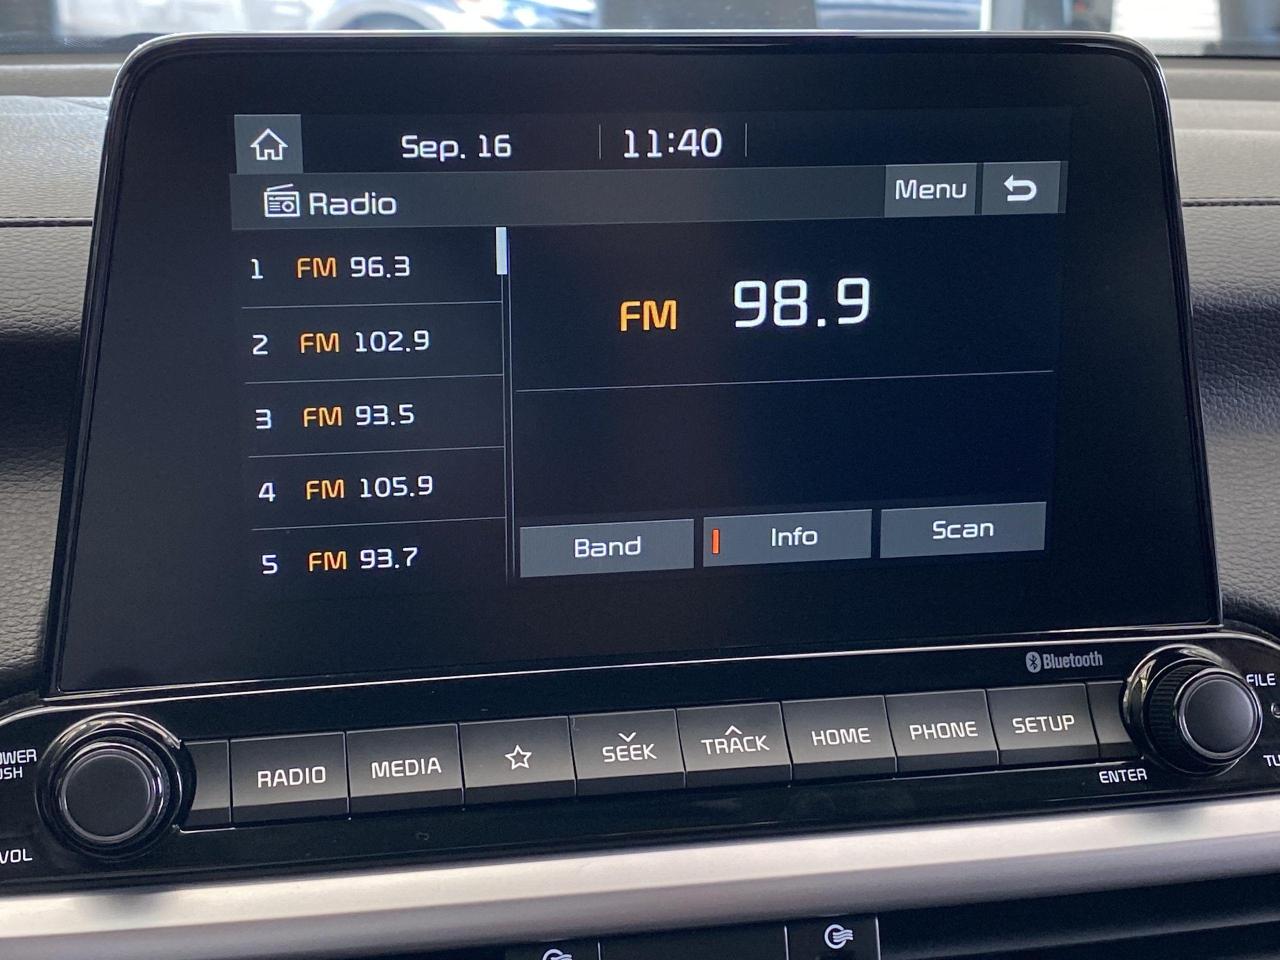 Sep. 16 11:40
Radio Menu
1 FM 96.3
2 FM 102.9
3 FM 93.5
4 FM 105.9
5 FM 93.7
FM 98.9
Band Info Scan
Bluetooth
RADIO MEDIA SEEK TRACK HOME PHONE SETUP
VOL
ENTER
FILE